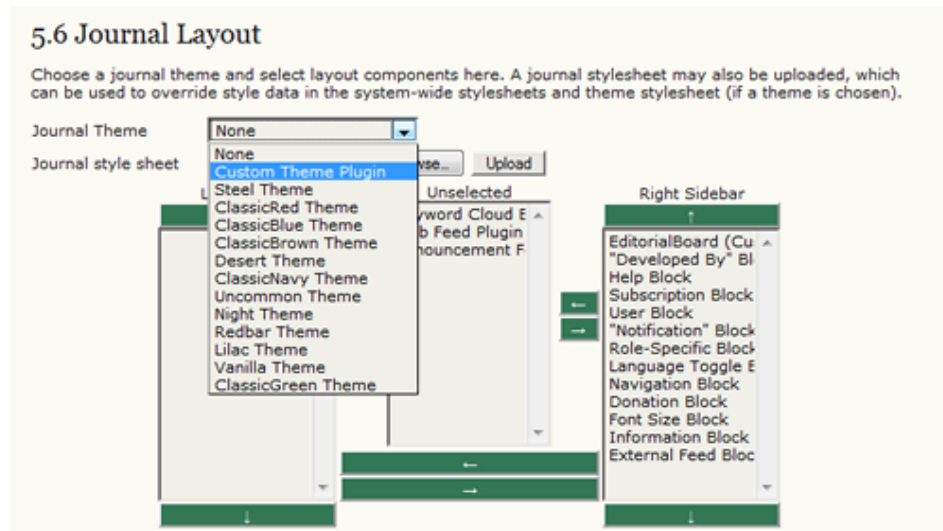 5.6 Journal Layout
Choose a journal theme and select layout components here. A journal stylesheet may also be uploaded, which
can be used to override style data in the system-wide stylesheets and theme stylesheet (if a theme is chosen).
Journal Theme
None
Journal style sheet
Upload
None
Custom Theme Plugin
Steel Theme
ClassicRed Theme
ClassicBlue Theme
ClassicBrown Theme
Desert Theme
ClassicNavy Theme
Uncommon Theme
Night Theme
Redbar Theme
Lilac Theme
Vanilla Theme
ClassicGreen Theme
Unselected
yword Cloud B
b Feed Plugin
nouncement F
←
→
←
→
Right Sidebar
↑
EditorialBoard (Cu
"Developed By" Bl
Help Block
Subscription Block
User Block
"Notification" Block
Role-Specific Block
Language Toggle B
Navigation Block
Donation Block
Font Size Block
Information Block
External Feed Bloc
↓
↓